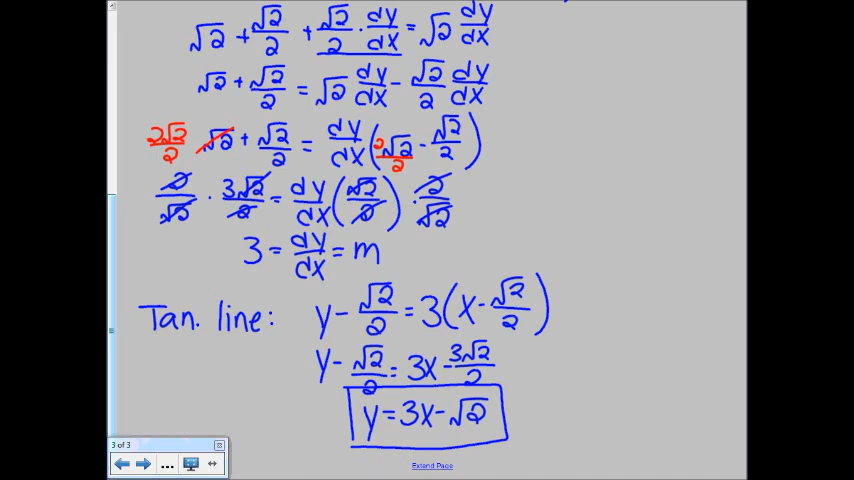 √2 + √2/2 + √2/2 · dy/dx = √2 dy/dx
√2 + √2/2 = √2 dy/dx - √2/2 dy/dx
2√2/2 √2 + √2/2 = dy/dx (2√2/2 - √2/2)
2/√2 · 3√2/2 = dy/dx (√2/2) · 2/√2
3 = dy/dx = m
Tan. line: y - √2/2 = 3(x - √2/2)
y - √2/2 = 3x - 3√2/2
y = 3x - √2
3 of 3
...
Extend Page